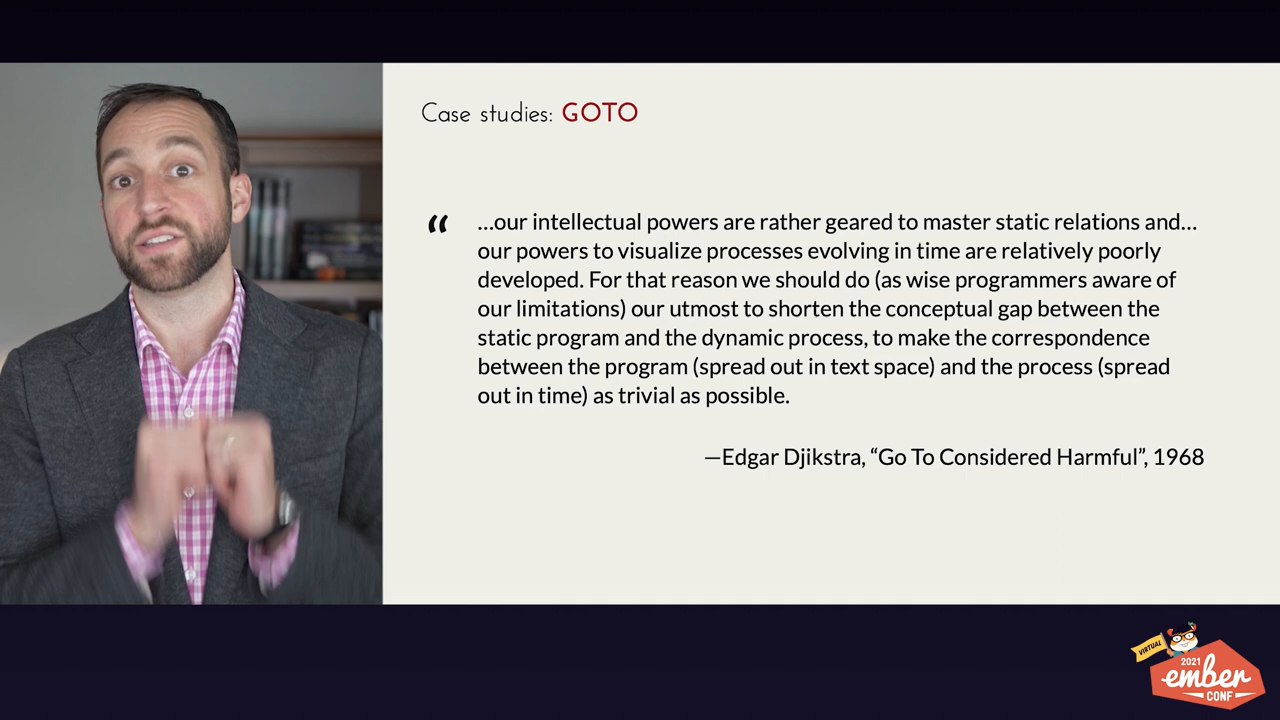 Case studies: GOTO
“
…our intellectual powers are rather geared to master static relations and…
our powers to visualize processes evolving in time are relatively poorly
developed. For that reason we should do (as wise programmers aware of
our limitations) our utmost to shorten the conceptual gap between the
static program and the dynamic process, to make the correspondence
between the program (spread out in text space) and the process (spread
out in time) as trivial as possible.
—Edgar Djikstra, “Go To Considered Harmful”, 1968
VIRTUAL
2021
ember
CONF